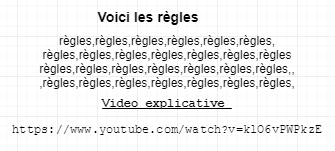 Voici les règles
règles,règles,règles,règles,règles,règles,
règles,règles,règles,règles,règles,règles,règles
règles,règles,règles,règles,règles,règles,règles,,
,règles,règles,règles,règles,règles,règles,règles,
Video explicative
https://www.youtube.com/watch?v=klO6vPWPkzE